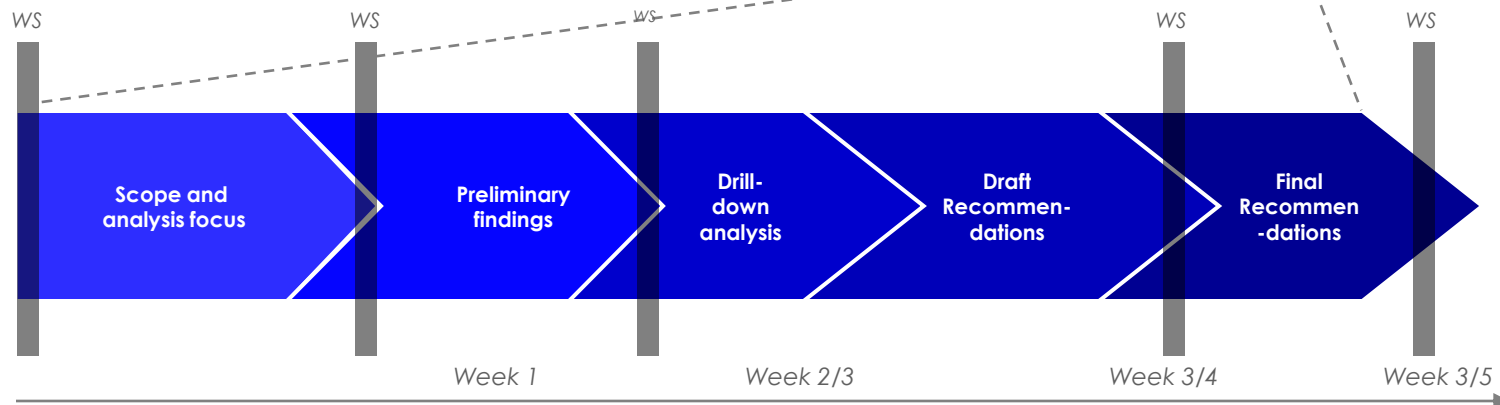 WS
WS
WS
WS
WS
Scope and
analysis focus
Preliminary
findings
Drill-
down
analysis
Draft
Recommen-
dations
Final
Recommen
-dations
Week 1
Week 2/3
Week 3/4
Week 3/5